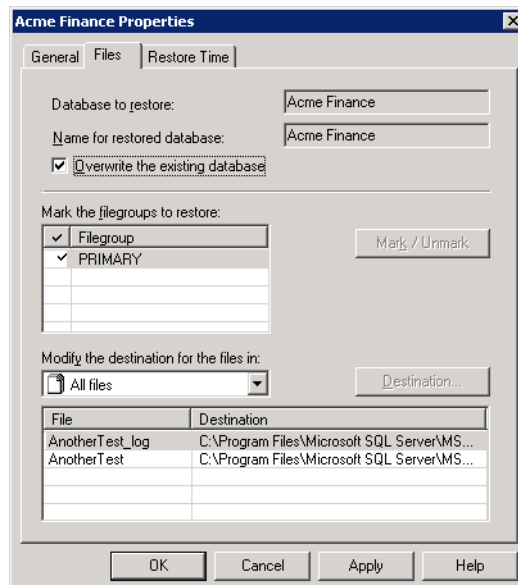 Acme Finance Properties
General Files Restore Time
Database to restore: Acme Finance
Name for restored database: Acme Finance
Overwrite the existing database
Mark the filegroups to restore:
Filegroup
PRIMARY
Mark / Unmark
Modify the destination for the files in:
All files
Destination...
File Destination
AnotherTest_log C:\Program Files\Microsoft SQL Server\MS...
AnotherTest C:\Program Files\Microsoft SQL Server\MS...
OK Cancel Apply Help